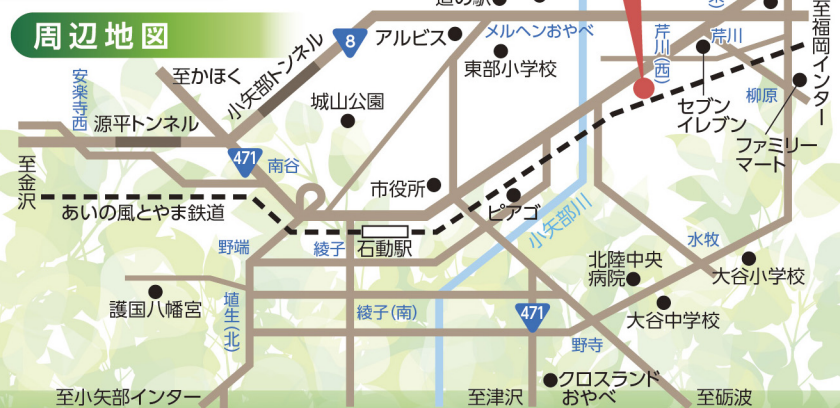 周辺地図
道の駅
メルヘンおやべ
8
アルビス
東部小学校
芹川(西)
芹川
至福岡インター
至かほく
小矢部トンネル
安楽寺西
源平トンネル
城山公園
セブン
イレブン
柳原
ファミリー
マート
471
南谷
至金沢
あいの風とやま鉄道
市役所
ピアゴ
小矢部川
野端
綾子
石動駅
北陸中央
病院
水牧
大谷小学校
護国八幡宮
埴生(北)
綾子(南)
471
大谷中学校
野寺
至小矢部インター
至津沢
クロスランド
おやべ
至砺波